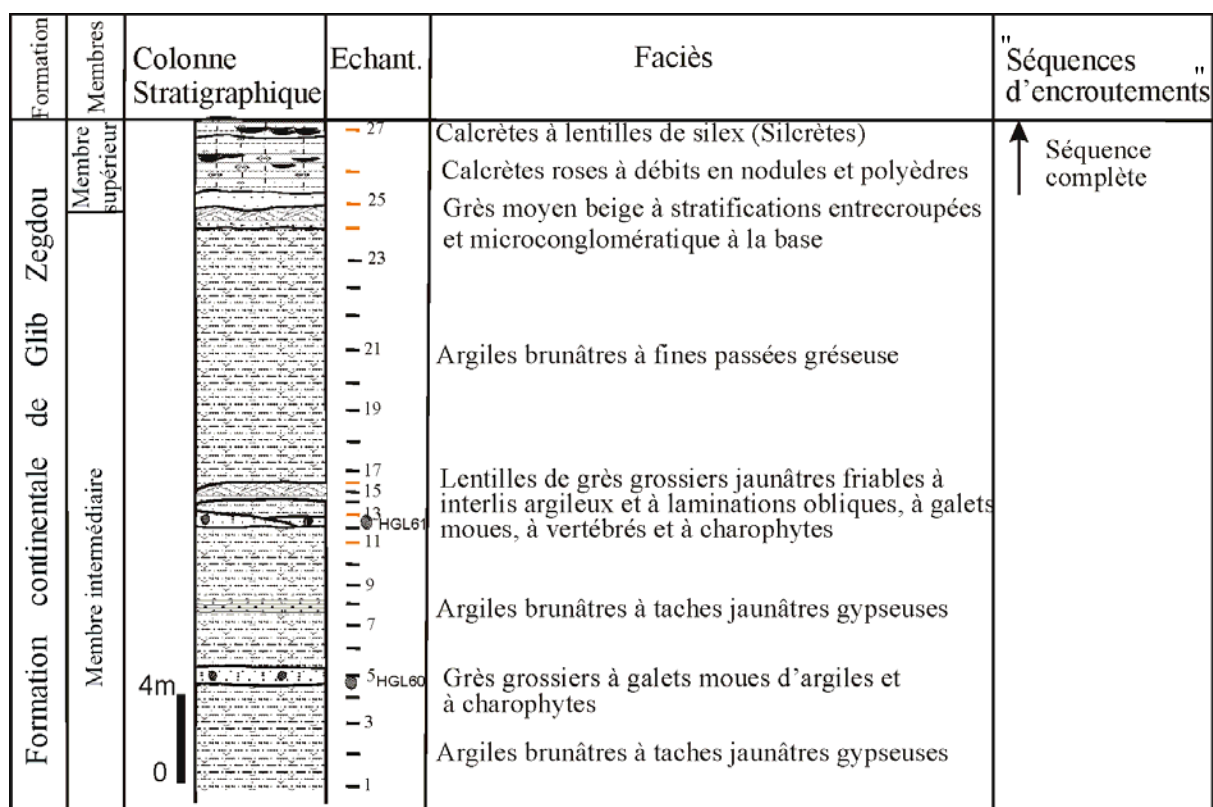 Formation
Membres
Colonne
Stratigraphique
Echant.
Faciès
"Séquences
d'encroutements"
Formation continentale de Glib Zegdou
Membre
supérieur
Membre intermédiaire
4m
0
27
25
23
21
19
17
15
13
HGL61
11
9
7
5 HGL60
3
1
Calcrètes à lentilles de silex (Silcrètes)
Calcrètes roses à débits en nodules et polyèdres
Grès moyen beige à stratifications entrecroupées
et microconglomératique à la base
Argiles brunâtres à fines passées gréseuse
Lentilles de grès grossiers jaunâtres friables à
interlis argileux et à laminations obliques, à galets
moues, à vertébrés et à charophytes
Argiles brunâtres à taches jaunâtres gypseuses
Grès grossiers à galets moues d'argiles et
à charophytes
Argiles brunâtres à taches jaunâtres gypseuses
Séquence
complète